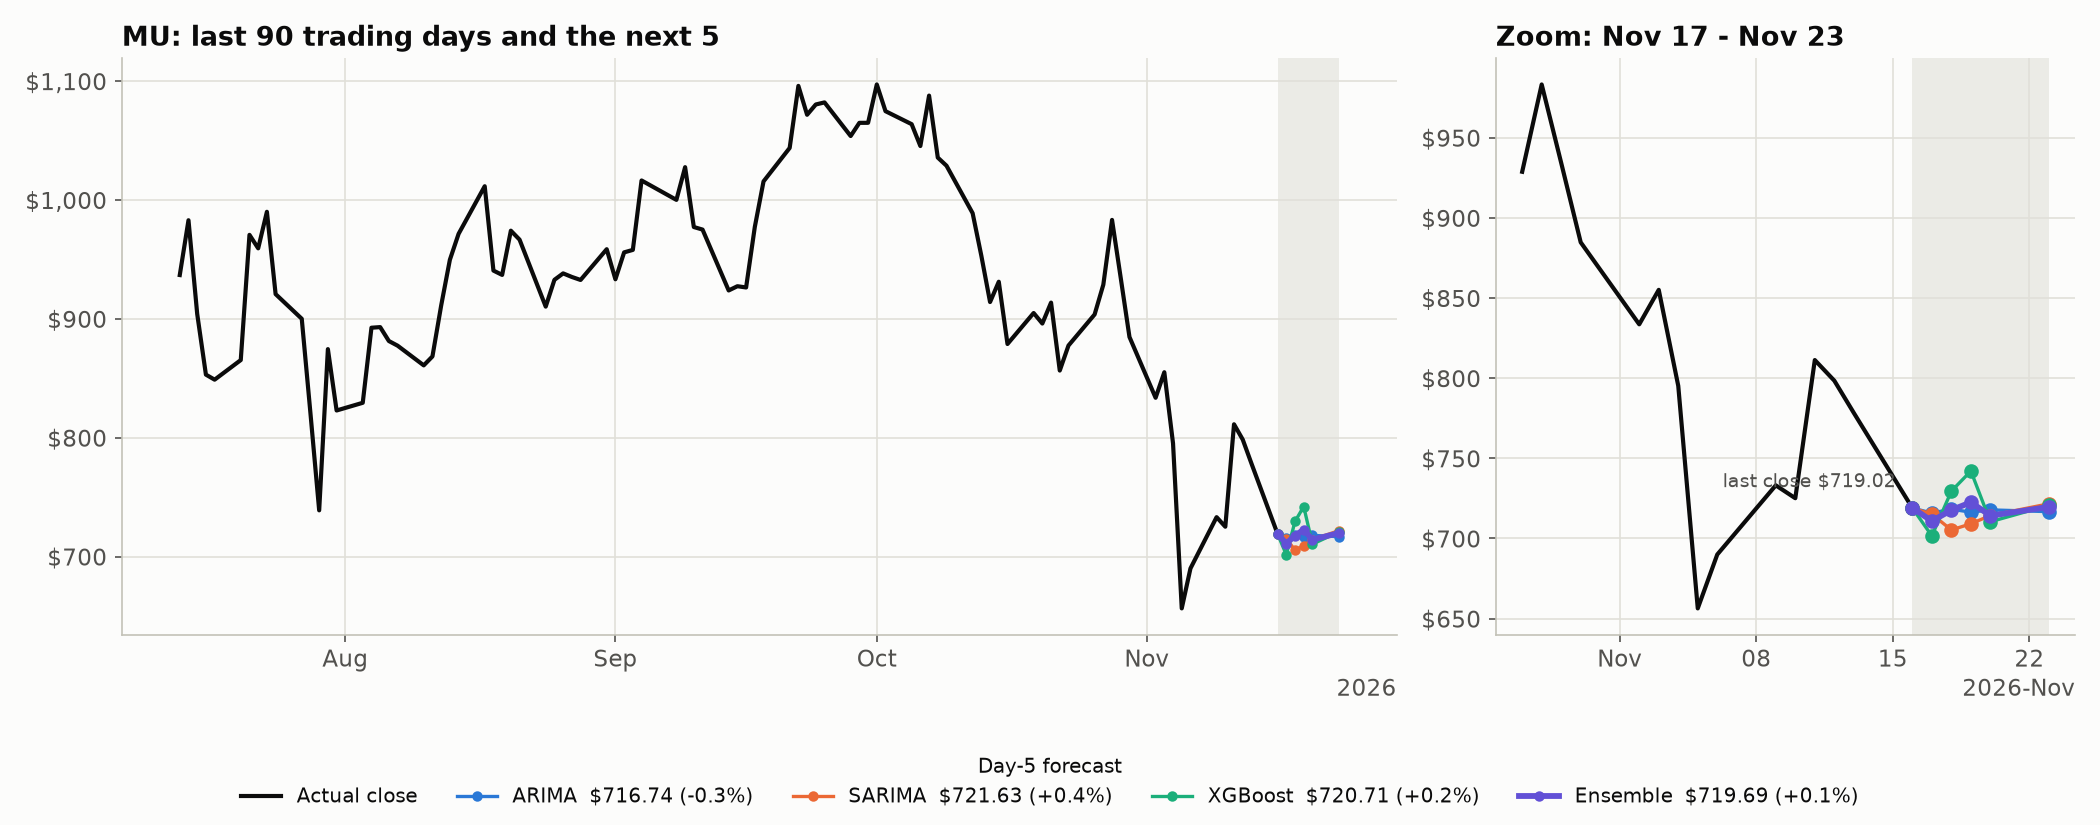 MU: last 90 trading days and the next 5
$1,100
$1,000
$900
$800
$700
Aug
Sep
Oct
Nov
2026
Zoom: Nov 17 - Nov 23
$950
$900
$850
$800
$750
$700
$650
last close $719.02
Nov
08
15
22
2026-Nov
Day-5 forecast
Actual close
ARIMA $716.74 (-0.3%)
SARIMA $721.63 (+0.4%)
XGBoost $720.71 (+0.2%)
Ensemble $719.69 (+0.1%)